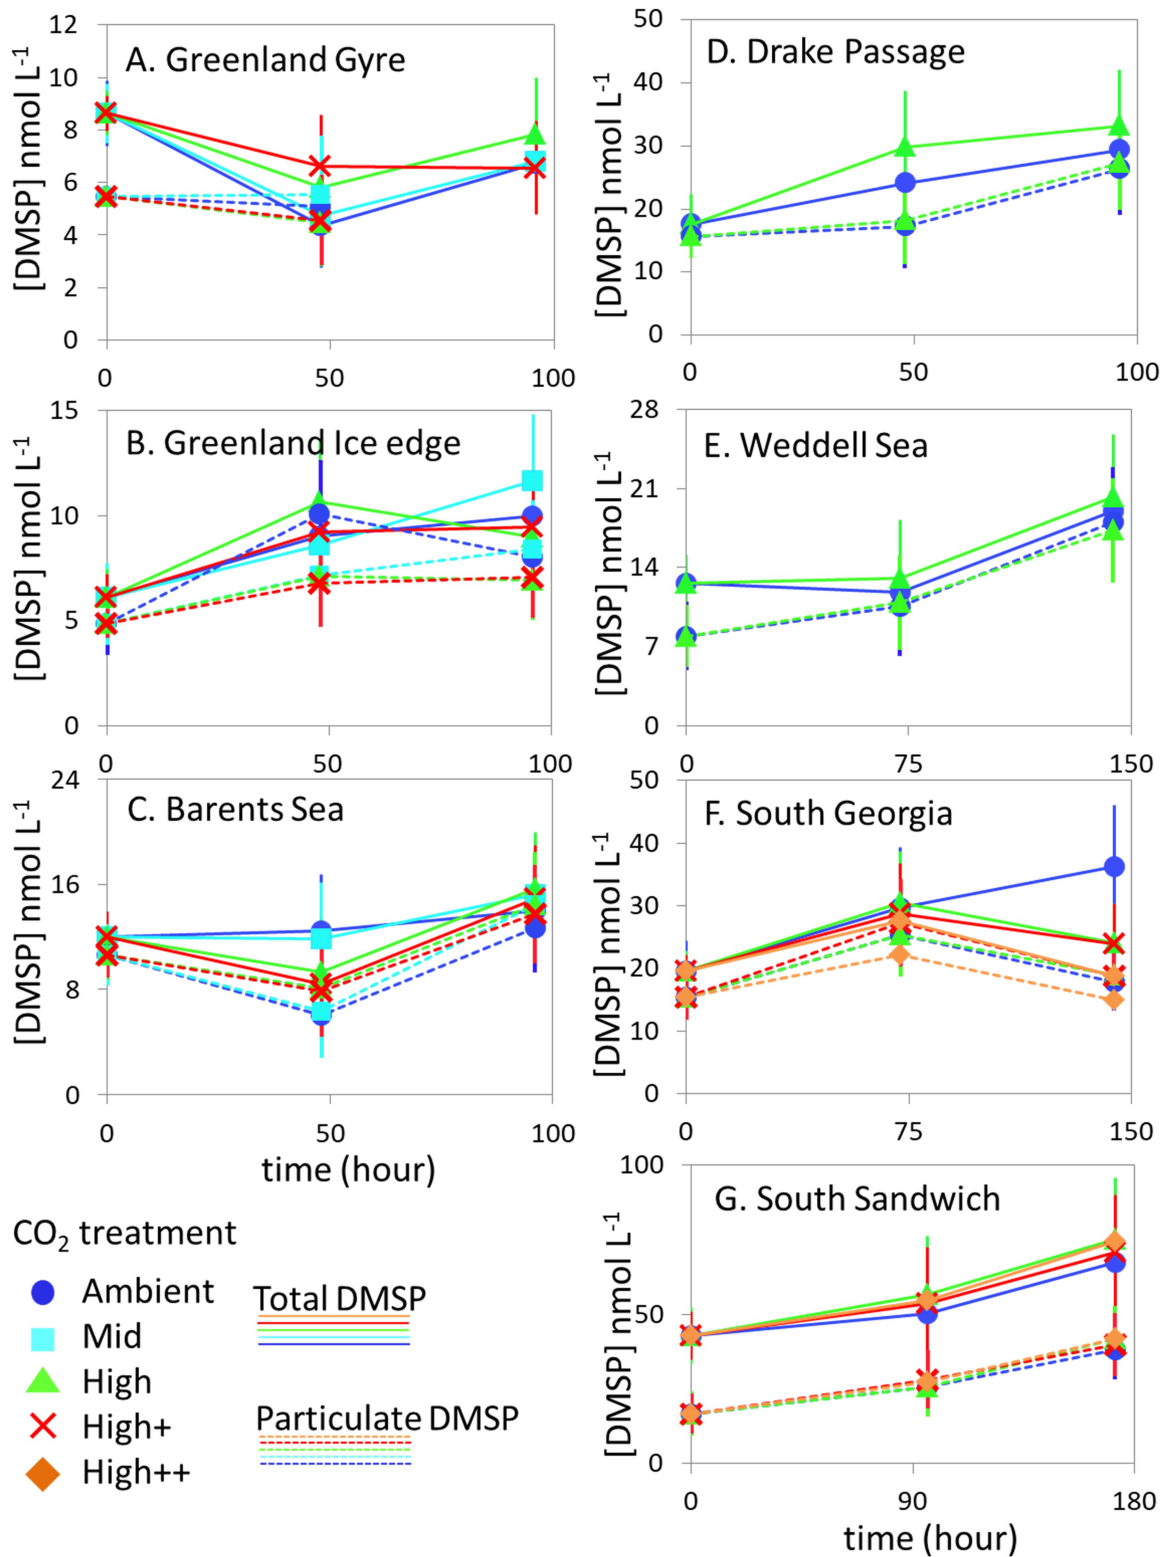 A. Greenland Gyre
[DMSP] nmol L⁻¹
12
10
8
6
4
2
0
0 50 100
B. Greenland Ice edge
[DMSP] nmol L⁻¹
15
10
5
0
0 50 100
C. Barents Sea
[DMSP] nmol L⁻¹
24
16
8
0
0 50 100
time (hour)
CO₂ treatment
Ambient
Mid
High
High+
High++
Total DMSP
Particulate DMSP
D. Drake Passage
[DMSP] nmol L⁻¹
50
40
30
20
10
0
0 50 100
E. Weddell Sea
[DMSP] nmol L⁻¹
28
21
14
7
0
0 75 150
F. South Georgia
[DMSP] nmol L⁻¹
50
40
30
20
10
0
0 75 150
G. South Sandwich
[DMSP] nmol L⁻¹
100
50
0
0 90 180
time (hour)